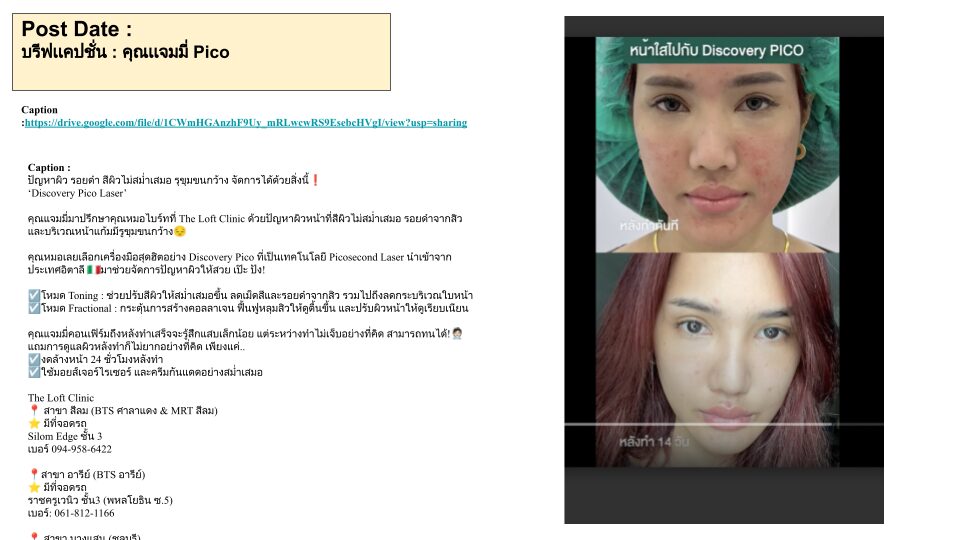 Post Date :
บรีฟแคปชั่น : คุณแจมมี่ Pico
Caption
:https://drive.google.com/file/d/1CWmHGAnzhF9Uy_mRLwcwRS9EsebcHVgI/view?usp=sharing
Caption :
ปัญหาผิว รอยดำ สีผิวไม่สม่ำเสมอ รุขุมขนกว้าง จัดการได้ด้วยสิ่งนี้❗
‘Discovery Pico Laser’
คุณแจมมี่มาปรึกษาคุณหมอไบร์ทที่ The Loft Clinic ด้วยปัญหาผิวหน้าที่สีผิวไม่สม่ำเสมอ รอยดำจากสิว
และบริเวณหน้าแก้มมีรูขุมขนกว้าง😔
คุณหมอเลยเลือกเครื่องมือสุดฮิตอย่าง Discovery Pico ที่เป็นเทคโนโลยี Picosecond Laser นำเข้าจาก
ประเทศอิตาลี🇮🇹มาช่วยจัดการปัญหาผิวให้สวย เป๊ะ ปัง!
☑️โหมด Toning : ช่วยปรับสีผิวให้สม่ำเสมอขึ้น ลดเม็ดสีและรอยดำจากสิว รวมไปถึงลดกระบริเวณใบหน้า
☑️โหมด Fractional : กระตุ้นการสร้างคอลลาเจน ฟื้นฟูหลุมสิวให้ดูตื้นขึ้น และปรับผิวหน้าให้ดูเรียบเนียน
คุณแจมมี่คอนเฟิร์มถึงหลังทำเสร็จจะรู้สึกแสบเล็กน้อย แต่ระหว่างทำไม่เจ็บอย่างที่คิด สามารถทนได้!
แถมการดูแลผิวหลังทำก็ไม่ยากอย่างที่คิด เพียงแค่..
☑️งดล้างหน้า 24 ชั่วโมงหลังทำ
☑️ใช้มอยส์เจอร์ไรเซอร์ และครีมกันแดดอย่างสม่ำเสมอ
The Loft Clinic
📍 สาขา สีลม (BTS ศาลาแดง & MRT สีลม)
⭐ มีที่จอดรถ
Silom Edge ชั้น 3
เบอร์ 094-958-6422
📍สาขา อารีย์ (BTS อารีย์)
⭐ มีที่จอดรถ
ราชครูเวนิว ชั้น3 (พหลโยธิน ซ.5)
เบอร์: 061-812-1166
📍 สาขา บางแสน (ชลบุรี)
หน้าใสไปกับ Discovery PICO
หลังทำทันที
หลังทำ 14 วัน